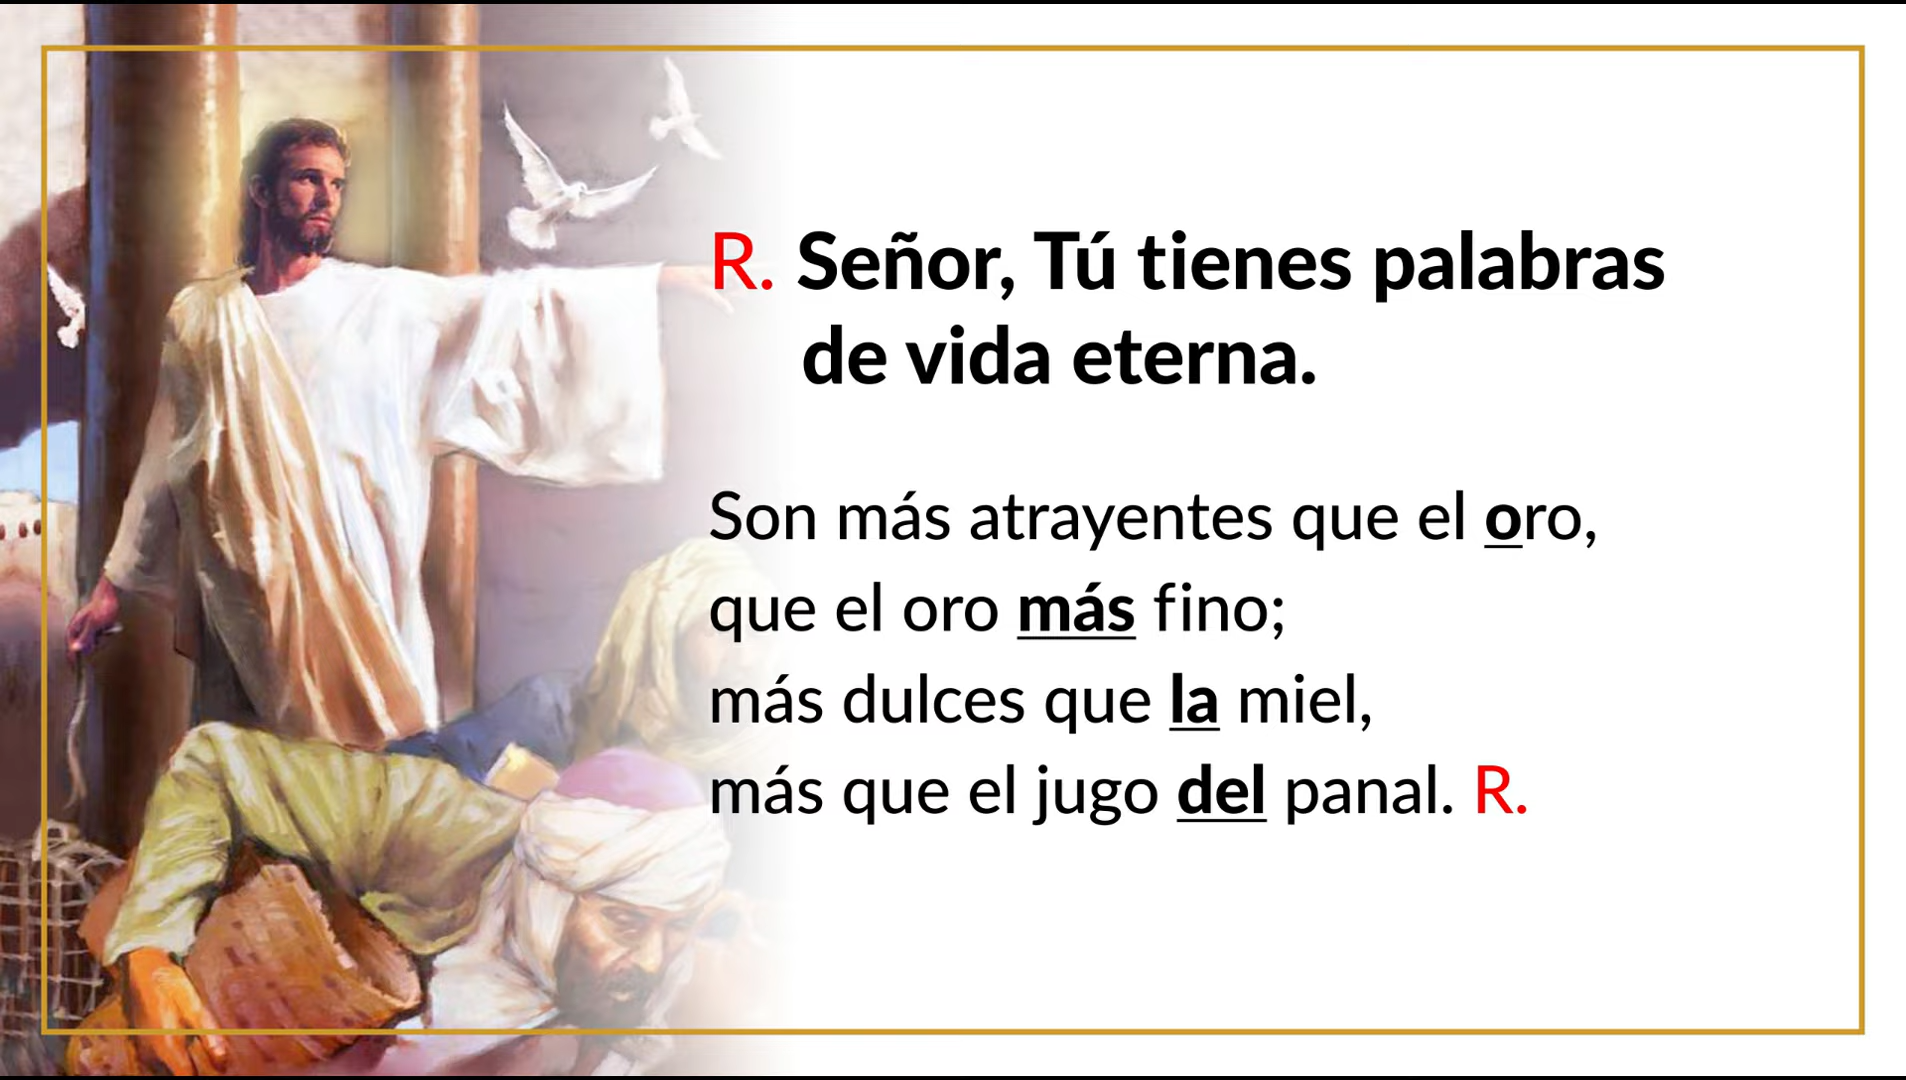 R. Señor, Tú tienes palabras
de vida eterna.
Son más atrayentes que el oro,
que el oro más fino;
más dulces que la miel,
más que el jugo del panal. R.